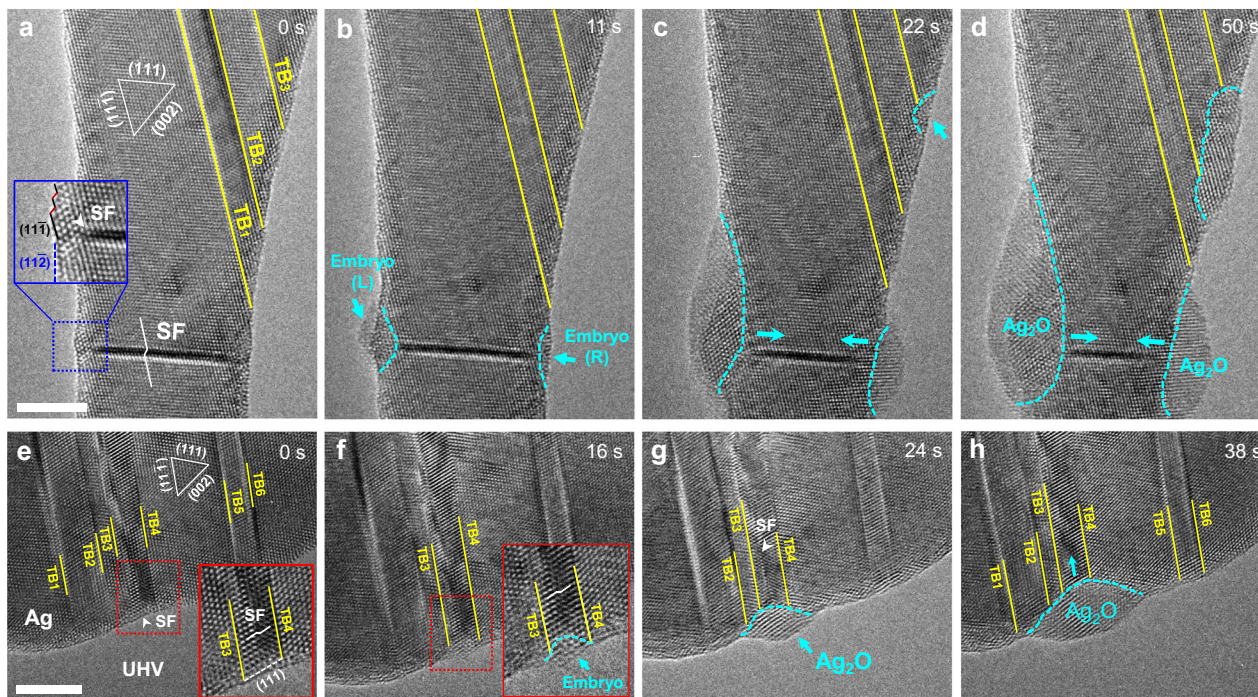 a
0 s
(111)
(11̅1̅)
(002)
TB3
TB2
TB1
SF
(111̅)
(112̅)
SF
b
11 s
Embryo
(L)
Embryo
(R)
c
22 s
d
50 s
Ag2O
Ag2O
e
0 s
(111)
(002)
TB6
TB5
TB4
TB3
TB2
TB1
Ag
SF
UHV
SF
TB3
TB4
(111)
f
16 s
TB3
TB4
TB3
TB4
Embryo
g
24 s
TB3
SF
TB4
TB2
Ag2O
h
38 s
TB3
TB4
TB2
TB5
TB6
TB1
Ag2O